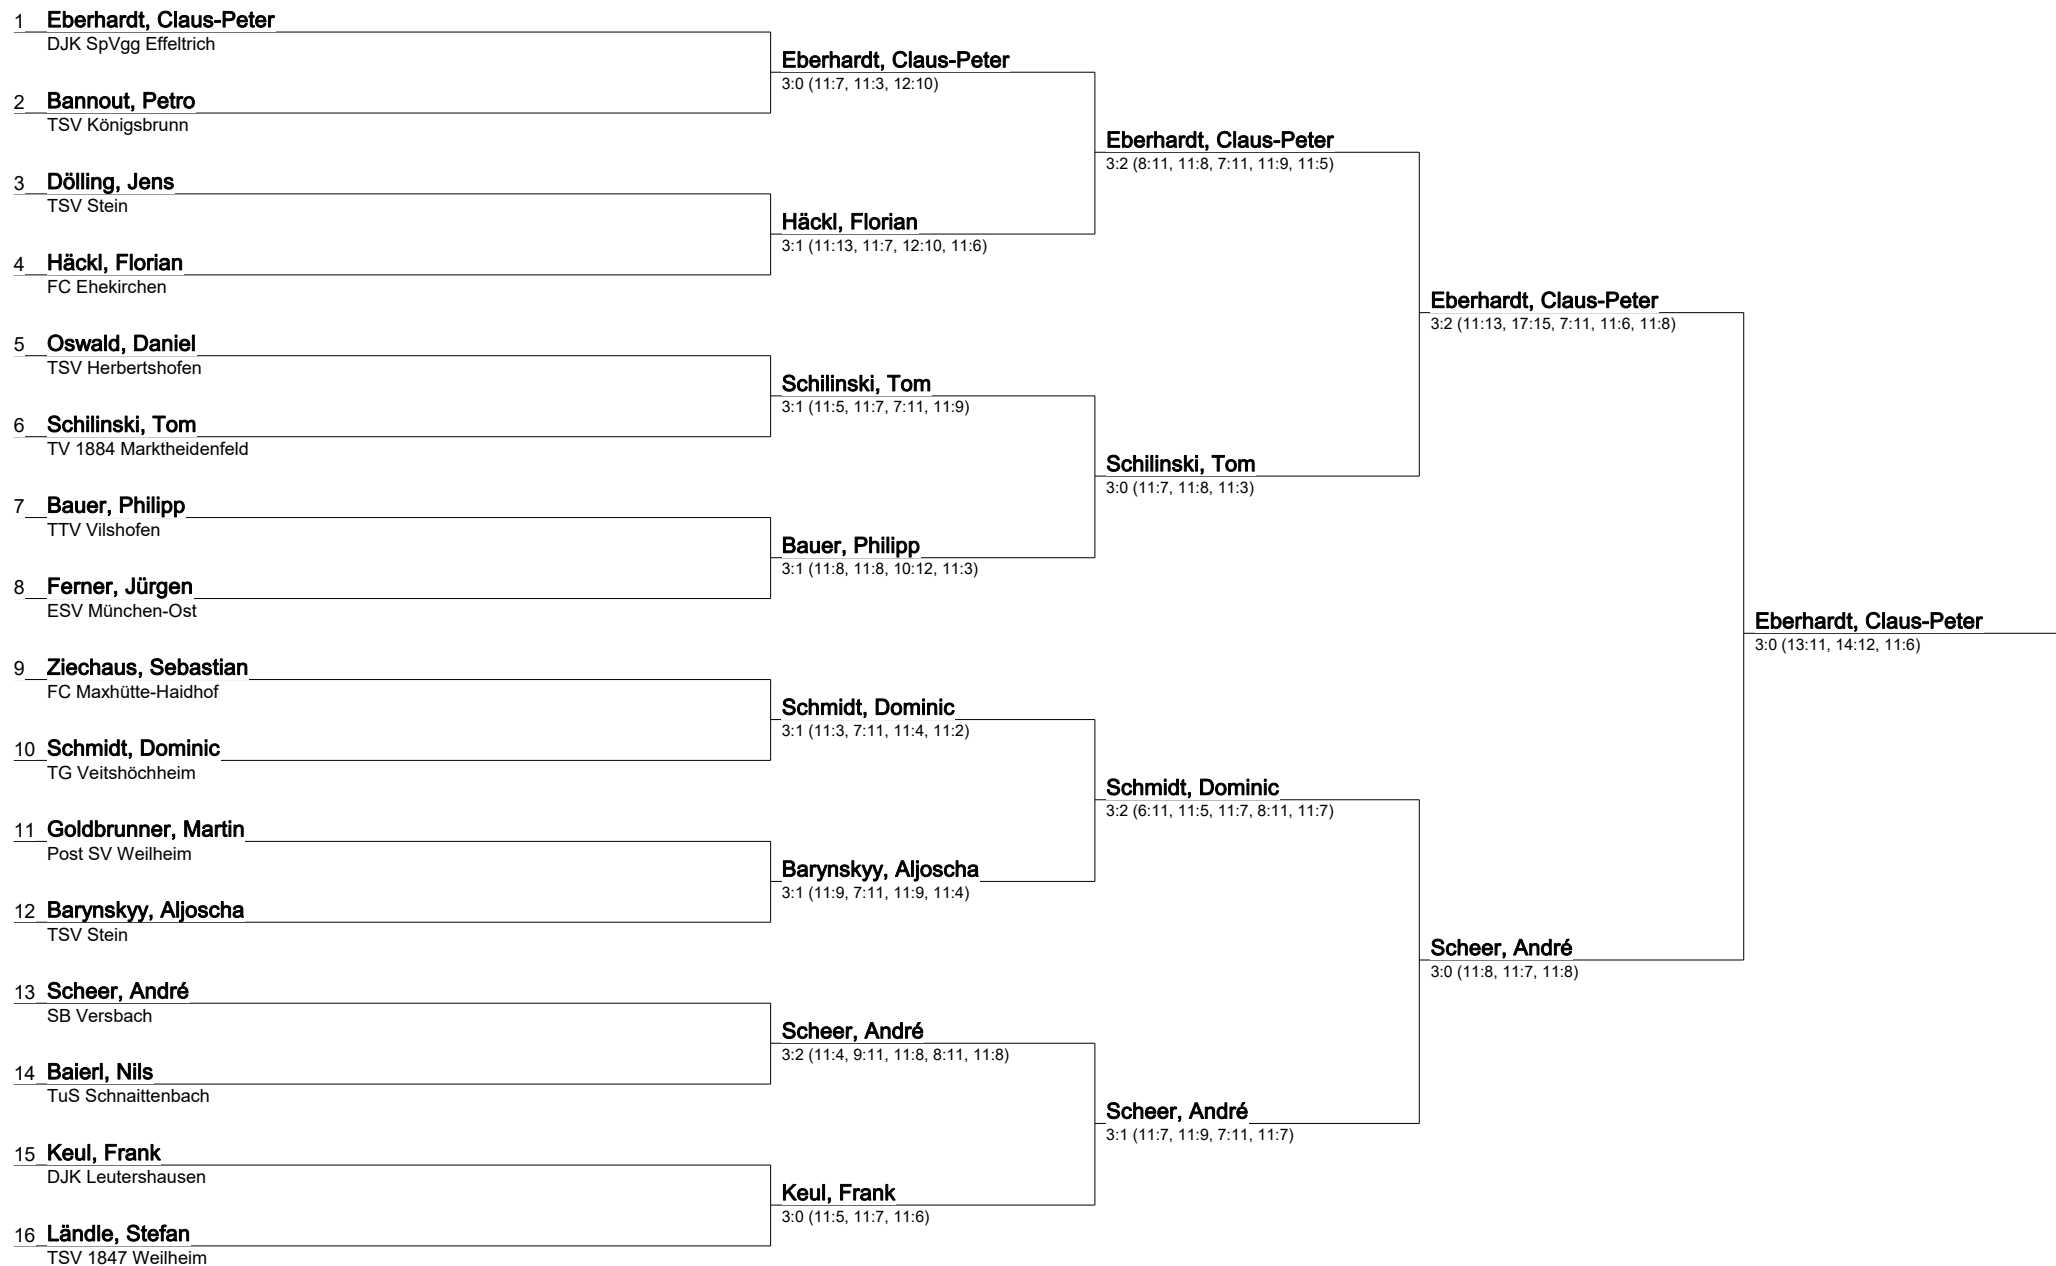 1 Eberhardt, Claus-Peter
DJK SpVgg Effeltrich
2 Bannout, Petro
TSV Königsbrunn
3 Dölling, Jens
TSV Stein
4 Häckl, Florian
FC Ehekirchen
5 Oswald, Daniel
TSV Herbertshofen
6 Schilinski, Tom
TV 1884 Marktheidenfeld
7 Bauer, Philipp
TTV Vilshofen
8 Ferner, Jürgen
ESV München-Ost
9 Ziechaus, Sebastian
FC Maxhütte-Haidhof
10 Schmidt, Dominic
TG Veitshöchheim
11 Goldbrunner, Martin
Post SV Weilheim
12 Barynskyy, Aljoscha
TSV Stein
13 Scheer, André
SB Versbach
14 Baierl, Nils
TuS Schnaittenbach
15 Keul, Frank
DJK Leutershausen
16 Ländle, Stefan
TSV 1847 Weilheim
Eberhardt, Claus-Peter
3:0 (11:7, 11:3, 12:10)
Häckl, Florian
3:1 (11:13, 11:7, 12:10, 11:6)
Schilinski, Tom
3:1 (11:5, 11:7, 7:11, 11:9)
Bauer, Philipp
3:1 (11:8, 11:8, 10:12, 11:3)
Schmidt, Dominic
3:1 (11:3, 7:11, 11:4, 11:2)
Barynskyy, Aljoscha
3:1 (11:9, 7:11, 11:9, 11:4)
Scheer, André
3:2 (11:4, 9:11, 11:8, 8:11, 11:8)
Keul, Frank
3:0 (11:5, 11:7, 11:6)
Eberhardt, Claus-Peter
3:2 (8:11, 11:8, 7:11, 11:9, 11:5)
Schilinski, Tom
3:0 (11:7, 11:8, 11:3)
Schmidt, Dominic
3:2 (6:11, 11:5, 11:7, 8:11, 11:7)
Scheer, André
3:1 (11:7, 11:9, 7:11, 11:7)
Eberhardt, Claus-Peter
3:2 (11:13, 17:15, 7:11, 11:6, 11:8)
Scheer, André
3:0 (11:8, 11:7, 11:8)
Eberhardt, Claus-Peter
3:0 (13:11, 14:12, 11:6)